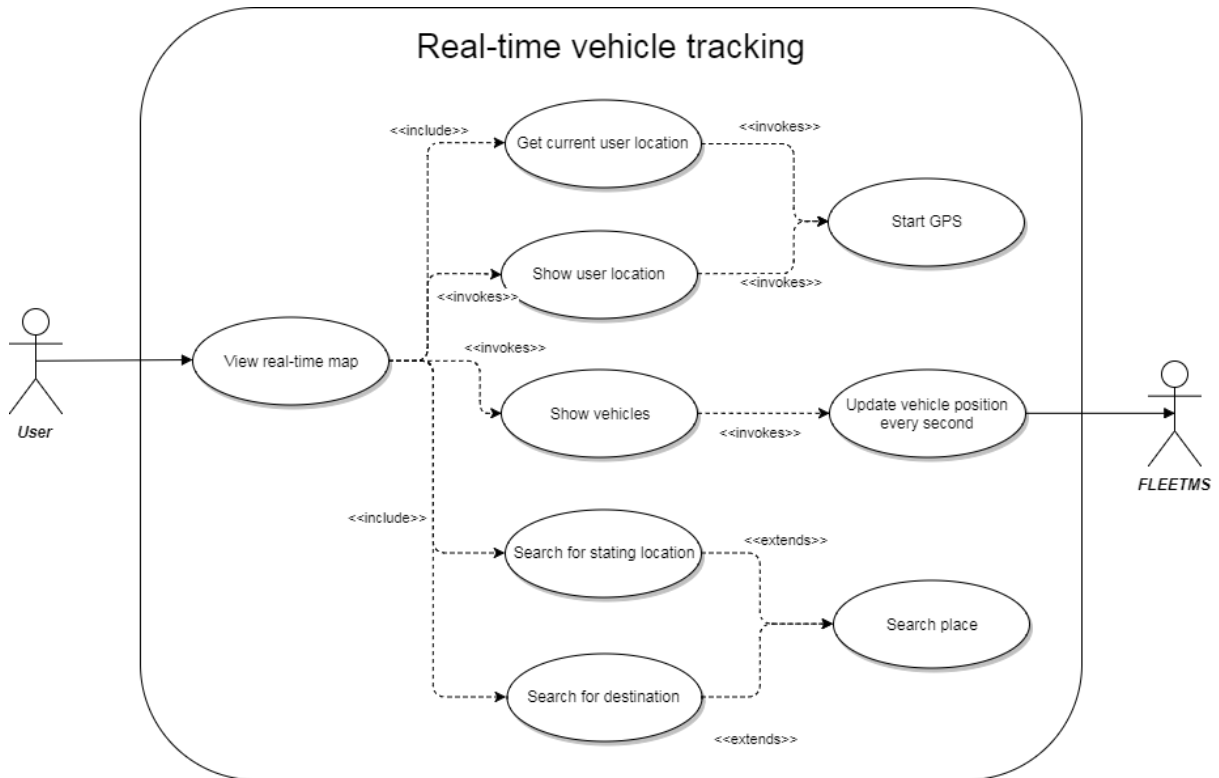 Real-time vehicle tracking
<<include>>
Get current user location
<<invokes>>
Start GPS
Show user location
<<invokes>>
<<invokes>>
View real-time map
<<invokes>>
Show vehicles
<<invokes>>
Update vehicle position
every second
User
FLEETMS
<<include>>
Search for stating location
<<extends>>
Search place
Search for destination
<<extends>>